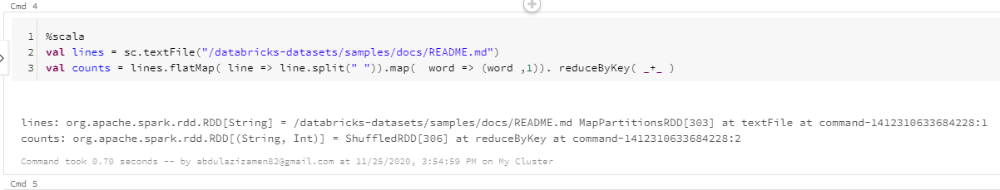 Cmd 4
1 %scala
2 val lines = sc.textFile("/databricks-datasets/samples/docs/README.md")
3 val counts = lines.flatMap( line => line.split(" ")).map(  word => (word ,1)). reduceByKey( _+_ )
lines: org.apache.spark.rdd.RDD[String] = /databricks-datasets/samples/docs/README.md MapPartitionsRDD[303] at textFile at command-1412310633684228:1
counts: org.apache.spark.rdd.RDD[(String, Int)] = ShuffledRDD[306] at reduceByKey at command-1412310633684228:2
Command took 0.70 seconds -- by abdulazizamen82@gmail.com at 11/25/2020, 3:54:59 PM on My Cluster
Cmd 5